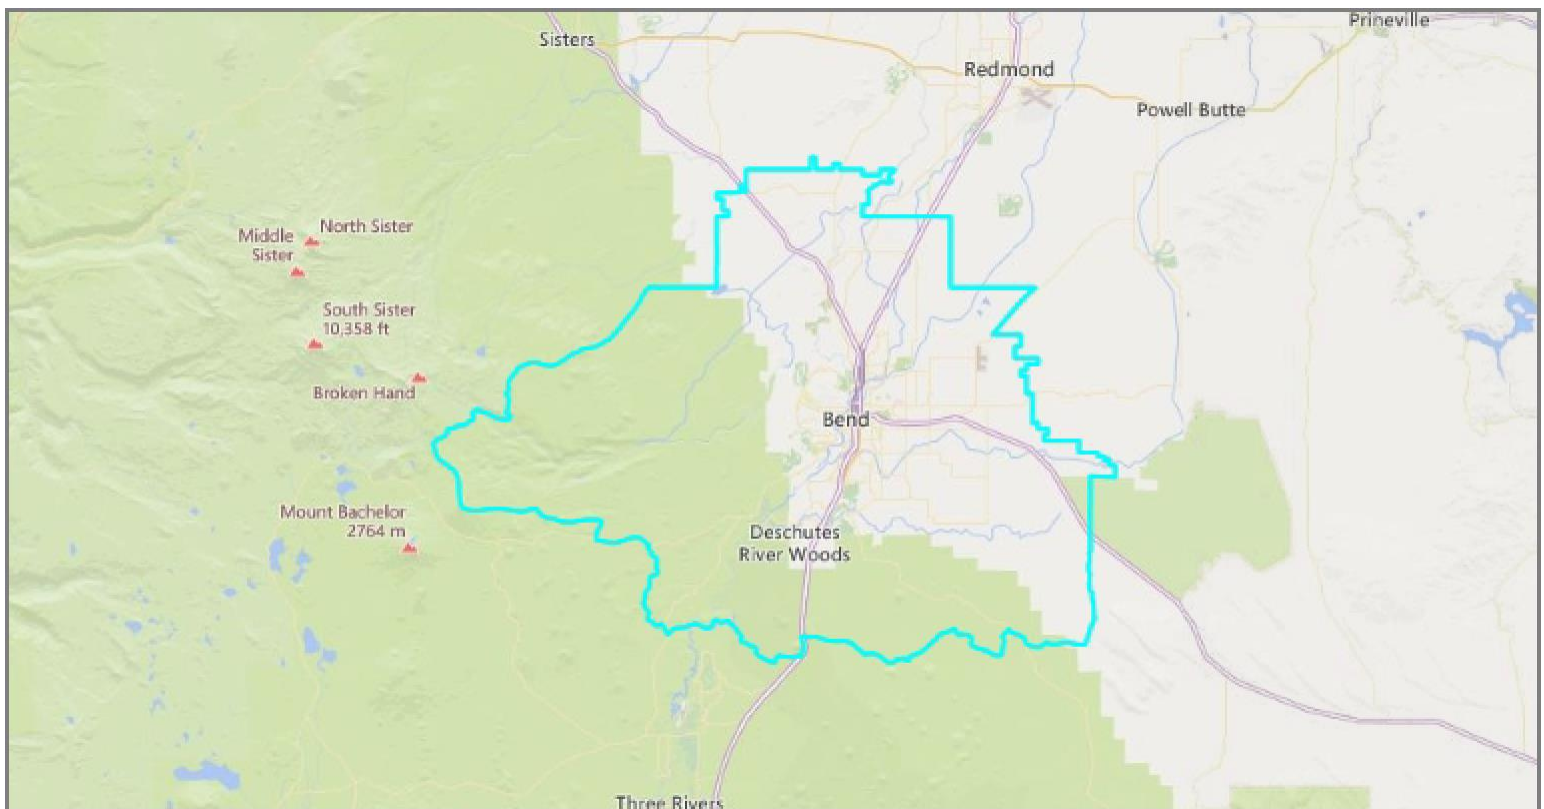 Prineville
Sisters
Redmond
Powell Butte
North Sister
Middle
Sister
South Sister
10,358 ft
Broken Hand
Bend
Mount Bachelor
2764 m
Deschutes
River Woods
Three Rivers